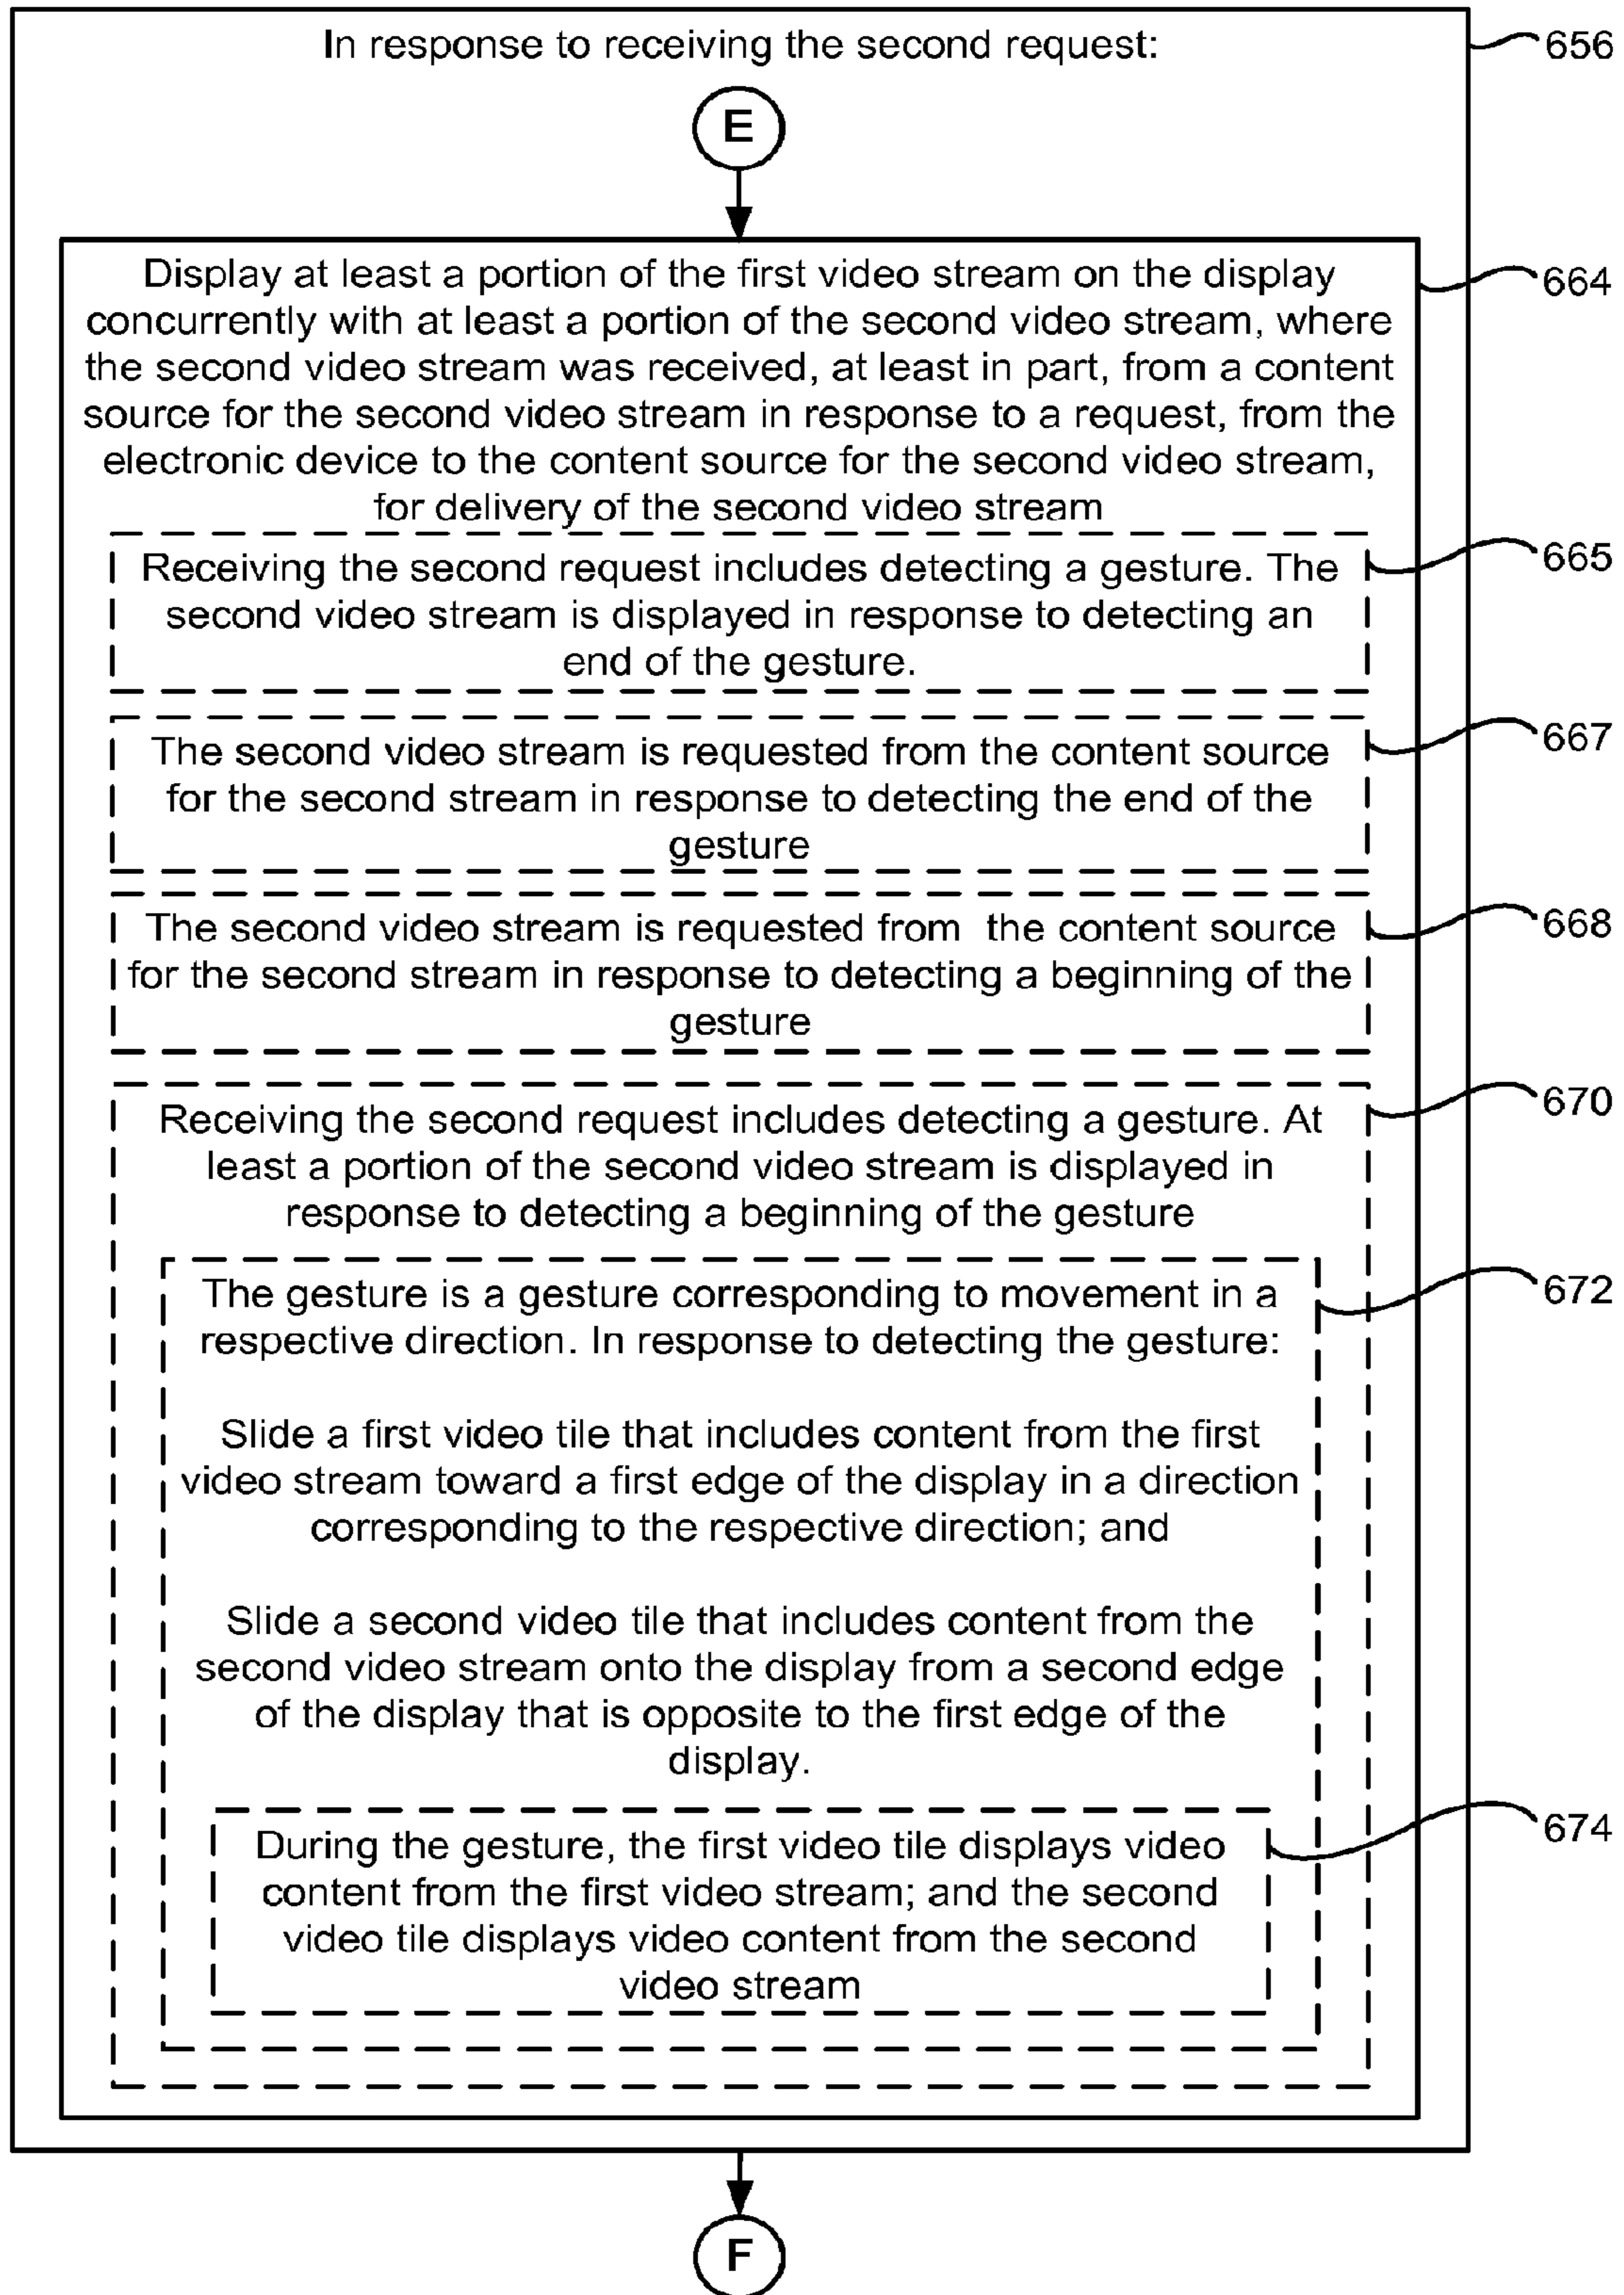 In response to receiving the second request:
656
E
Display at least a portion of the first video stream on the display
664
concurrently with at least a portion of the second video stream, where
the second video stream was received, at least in part, from a content
source for the second video stream in response to a request, from the
electronic device to the content source for the second video stream,
for delivery of the second video stream
Receiving the second request includes detecting a gesture. The
665
second video stream is displayed in response to detecting an
end of the gesture.
The second video stream is requested from the content source
667
for the second stream in response to detecting the end of the
gesture
The second video stream is requested from the content source
668
for the second stream in response to detecting a beginning of the
gesture
Receiving the second request includes detecting a gesture. At
670
least a portion of the second video stream is displayed in
response to detecting a beginning of the gesture
The gesture is a gesture corresponding to movement in a
672
respective direction. In response to detecting the gesture:
Slide a first video tile that includes content from the first
video stream toward a first edge of the display in a direction
corresponding to the respective direction; and
Slide a second video tile that includes content from the
second video stream onto the display from a second edge
of the display that is opposite to the first edge of the
display.
During the gesture, the first video tile displays video
674
content from the first video stream; and the second
video tile displays video content from the second
video stream
F